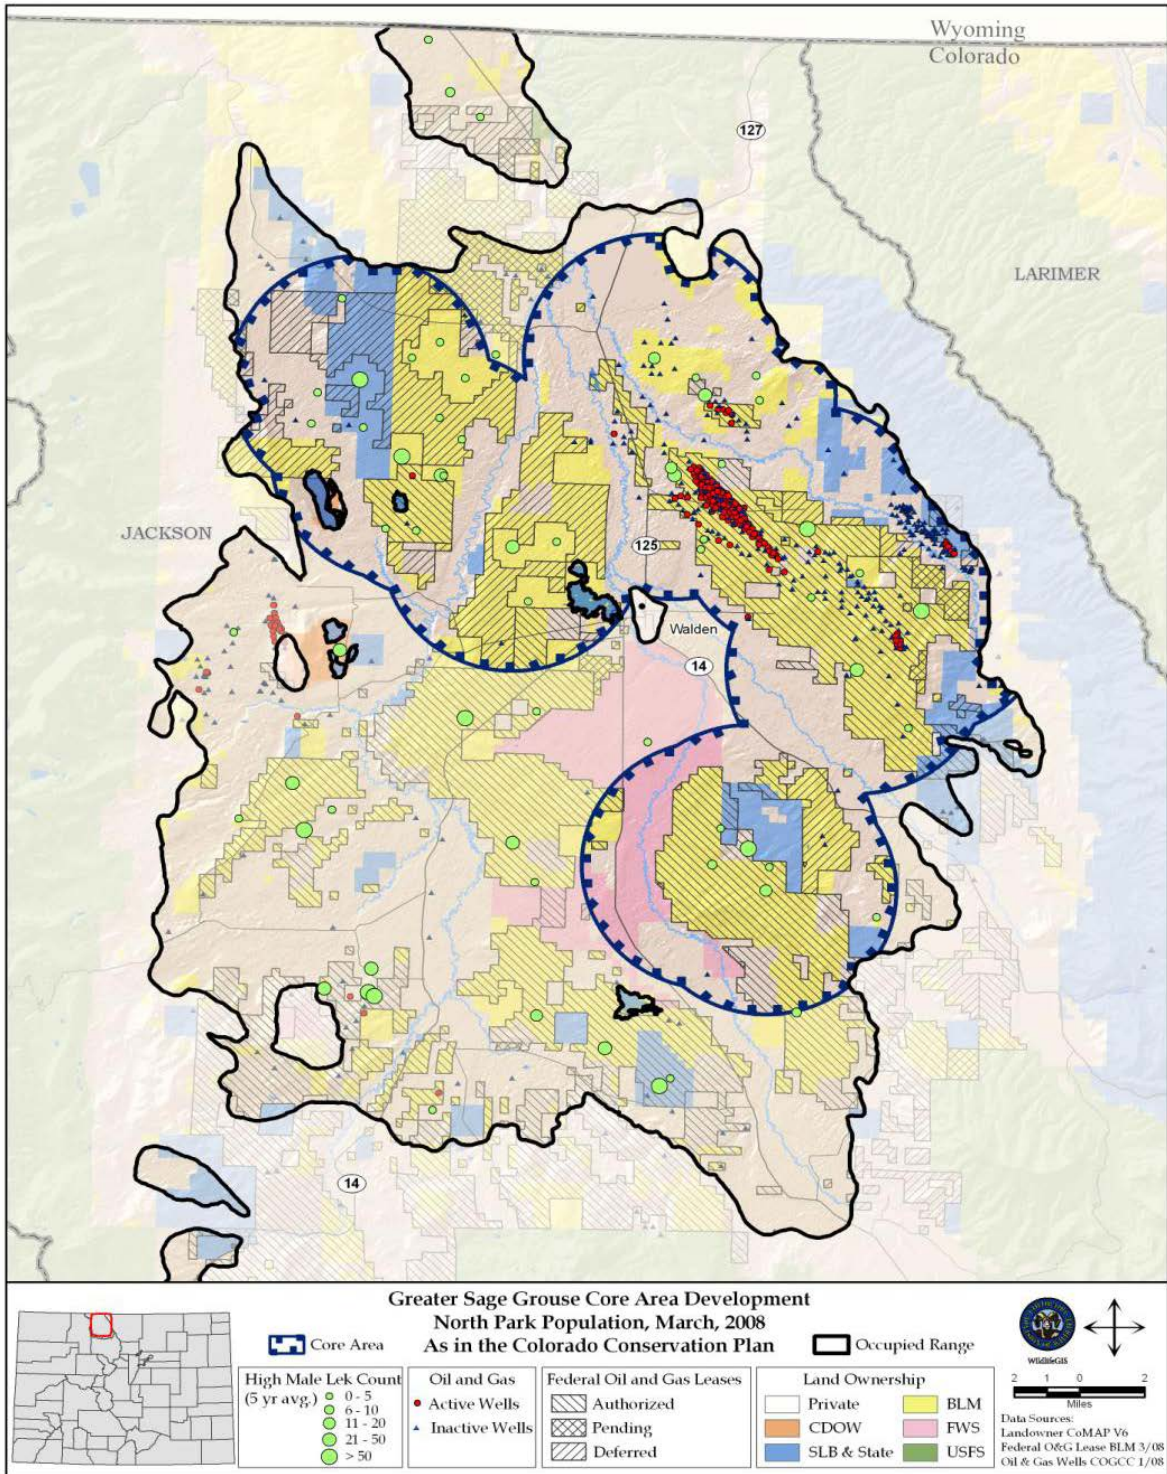 Wyoming
Colorado
127
LARIMER
JACKSON
125
Walden
14
14
Greater Sage Grouse Core Area Development
North Park Population, March, 2008
As in the Colorado Conservation Plan
Core Area
Occupied Range
High Male Lek Count
(5 yr avg.)
0 - 5
6 - 10
11 - 20
21 - 50
> 50
Oil and Gas
Active Wells
Inactive Wells
Federal Oil and Gas Leases
Authorized
Pending
Deferred
Land Ownership
Private
CDOW
SLB & State
BLM
FWS
USFS
WildlifeGIS
2 1 0 2
Miles
Data Sources:
Landowner CoMAP V6
Federal O&G Lease BLM 3/08
Oil & Gas Wells COGCC 1/08